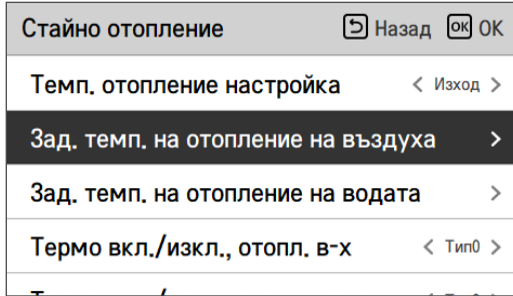 Стайно отопление Назад OK OK
Темп. отопление настройка < Изход >
Зад. темп. на отопление на въздуха >
Зад. темп. на отопление на водата >
Термо вкл./изкл., отопл. в-х < Тип0 >